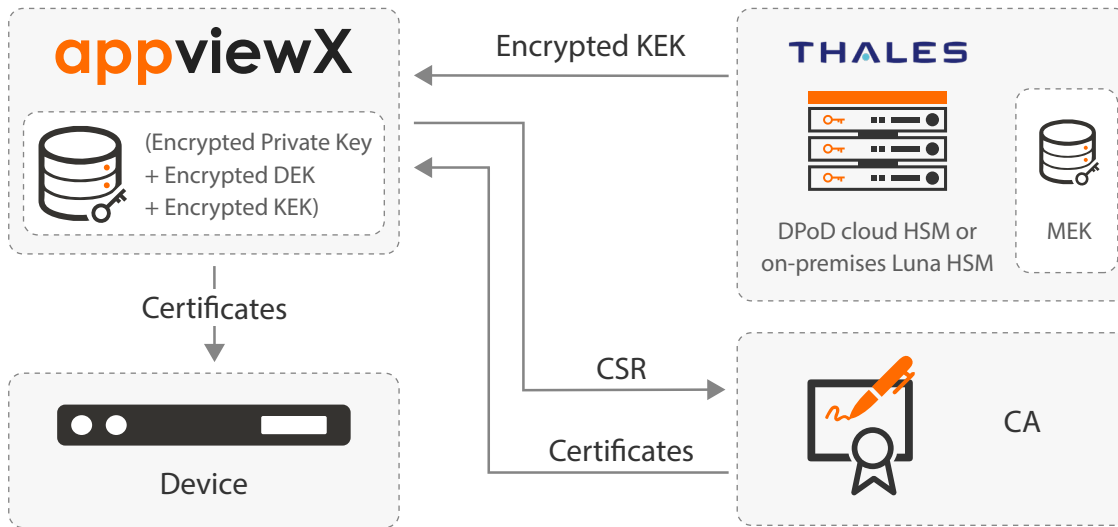 appviewX
(Encrypted Private Key
+ Encrypted DEK
+ Encrypted KEK)
Encrypted KEK
THALES
DPoD cloud HSM or
on-premises Luna HSM
MEK
Certificates
Device
CSR
Certificates
CA